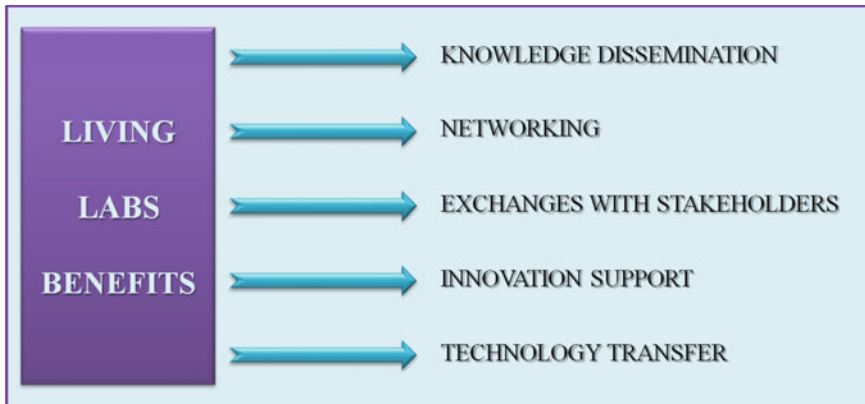 LIVING
LABS
BENEFITS
KNOWLEDGE DISSEMINATION
NETWORKING
EXCHANGES WITH STAKEHOLDERS
INNOVATION SUPPORT
TECHNOLOGY TRANSFER